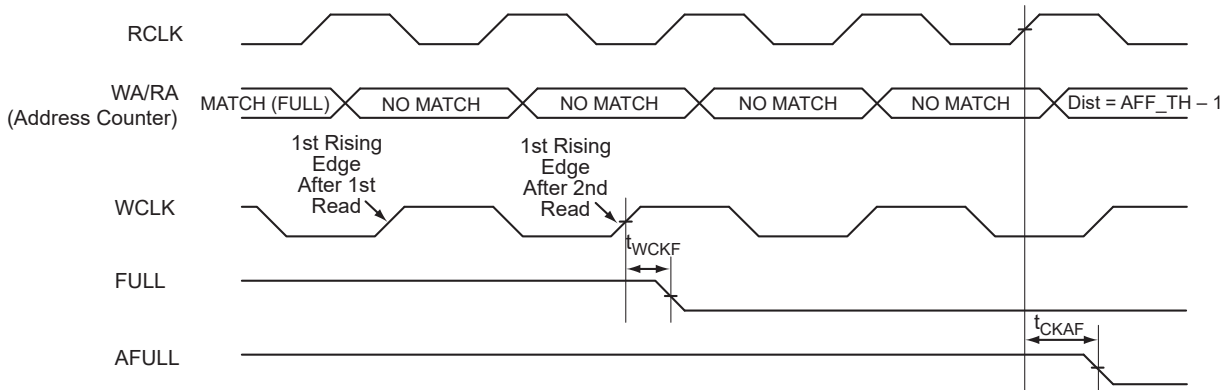 RCLK
WA/RA
(Address Counter)
MATCH (FULL)
NO MATCH
NO MATCH
NO MATCH
NO MATCH
Dist = AFF_TH – 1
1st Rising
Edge
After 1st
Read
1st Rising
Edge
After 2nd
Read
WCLK
tWCKF
FULL
tCKAF
AFULL